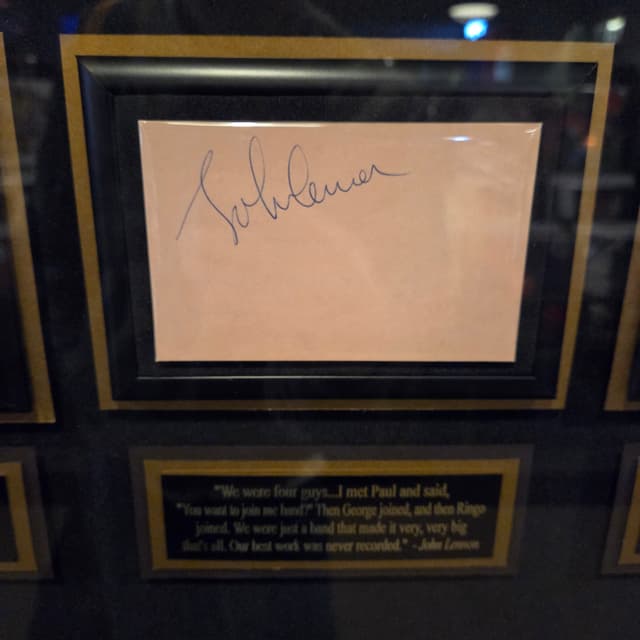 John Lennon
"We were four guys...I met Paul and said,
"You want to join me band?" Then George joined, and then Ringo
joined. We were just a band that made it very, very big
that's all. Our best work was never recorded." - John Lennon